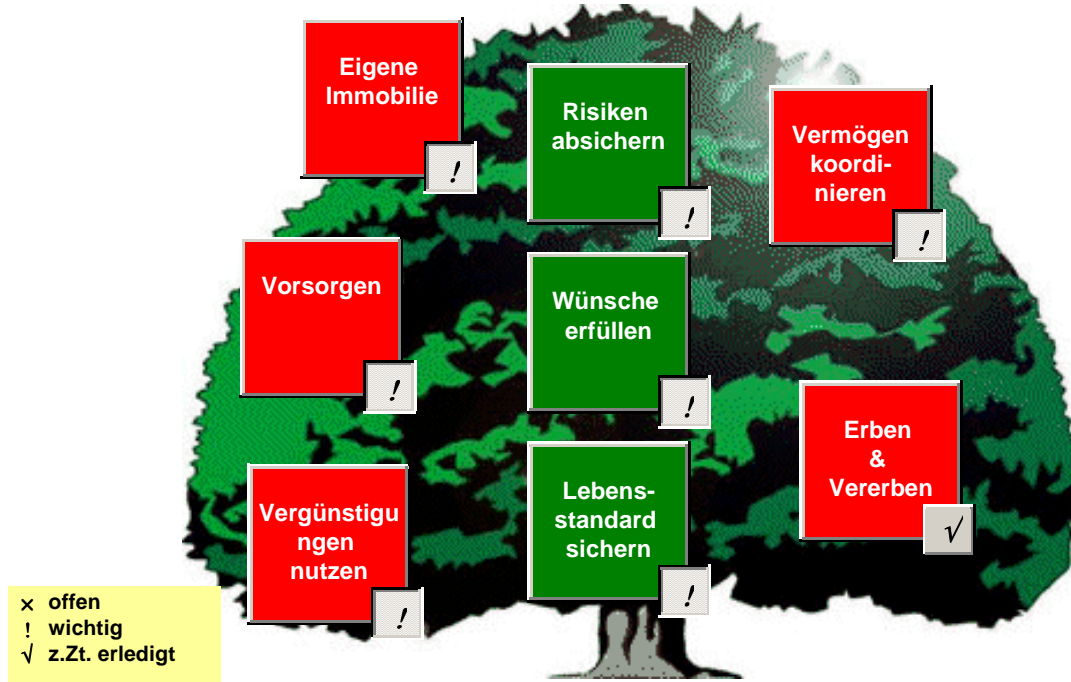 Eigene
Immobilie
!
Risiken
absichern
!
Vermögen
koordi-
nieren
!
Vorsorgen
!
Wünsche
erfüllen
!
Erben
&
Vererben
√
Vergünstigu
ngen
nutzen
!
Lebens-
standard
sichern
!
× offen
! wichtig
√ z.Zt. erledigt